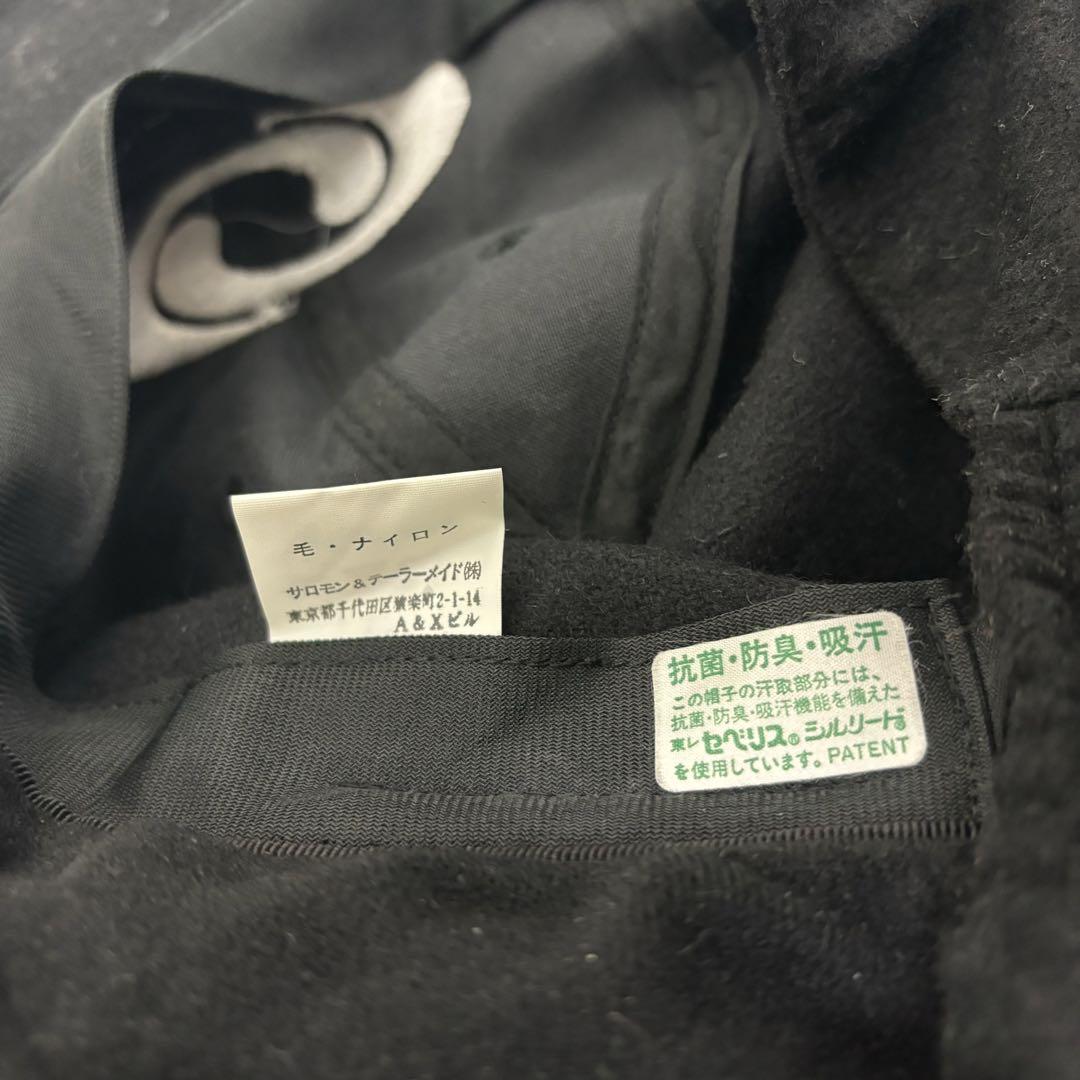 毛・ナイロン
サロモン&テーラーメイド(株)
東京都千代田区猿楽町2-1-14
A&Xビル
抗菌・防臭・吸汗
この帽子の汗取部分には、
抗菌・防臭・吸汗機能を備えた
東レ セベリス® シルリード®
を使用しています。PATENT